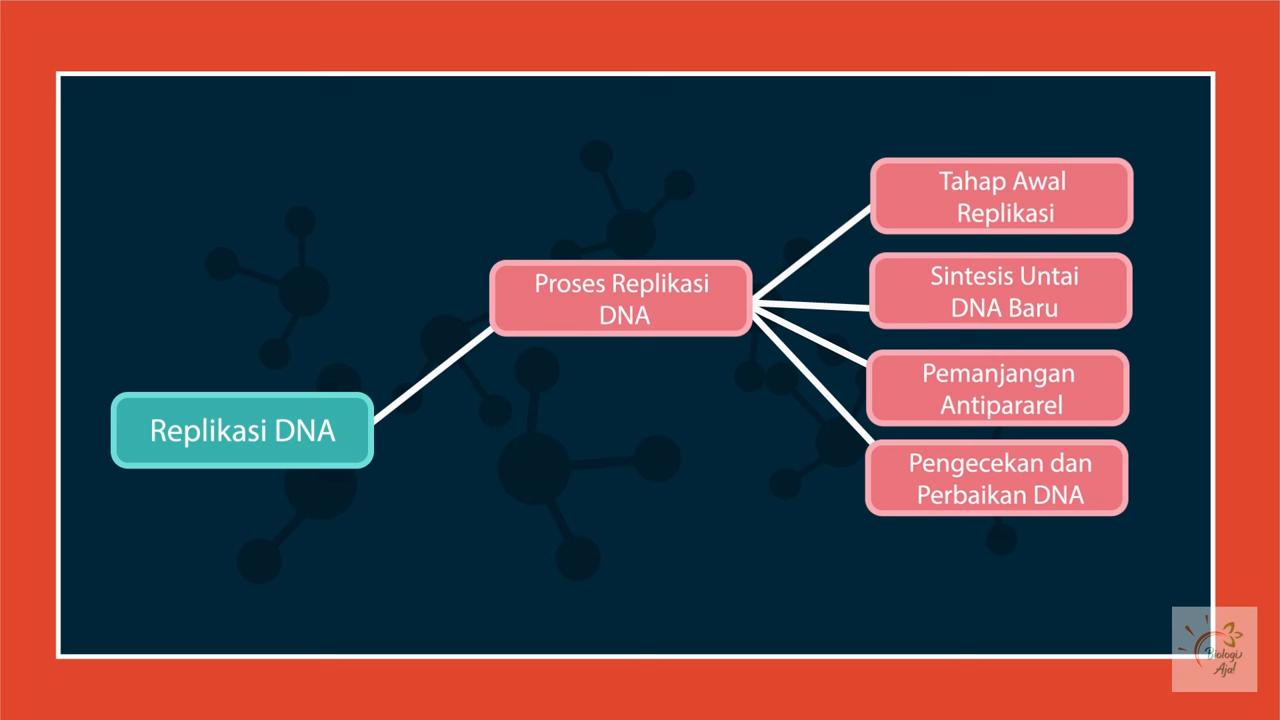 Tahap Awal
Replikasi
Proses Replikasi
DNA
Sintesis Untai
DNA Baru
Pemanjangan
Antipararel
Replikasi DNA
Pengecekan dan
Perbaikan DNA
Biologi
Aja!